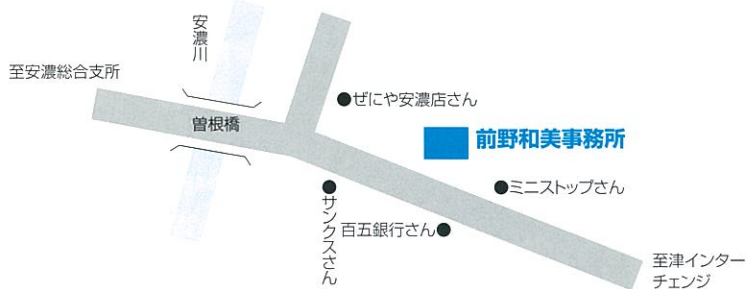 安濃川
至安濃総合支所
●ぜにや安濃店さん
曽根橋
前野和美事務所
●ミニストップさん
●サンクスさん
百五銀行さん●
至津インター
チェンジ